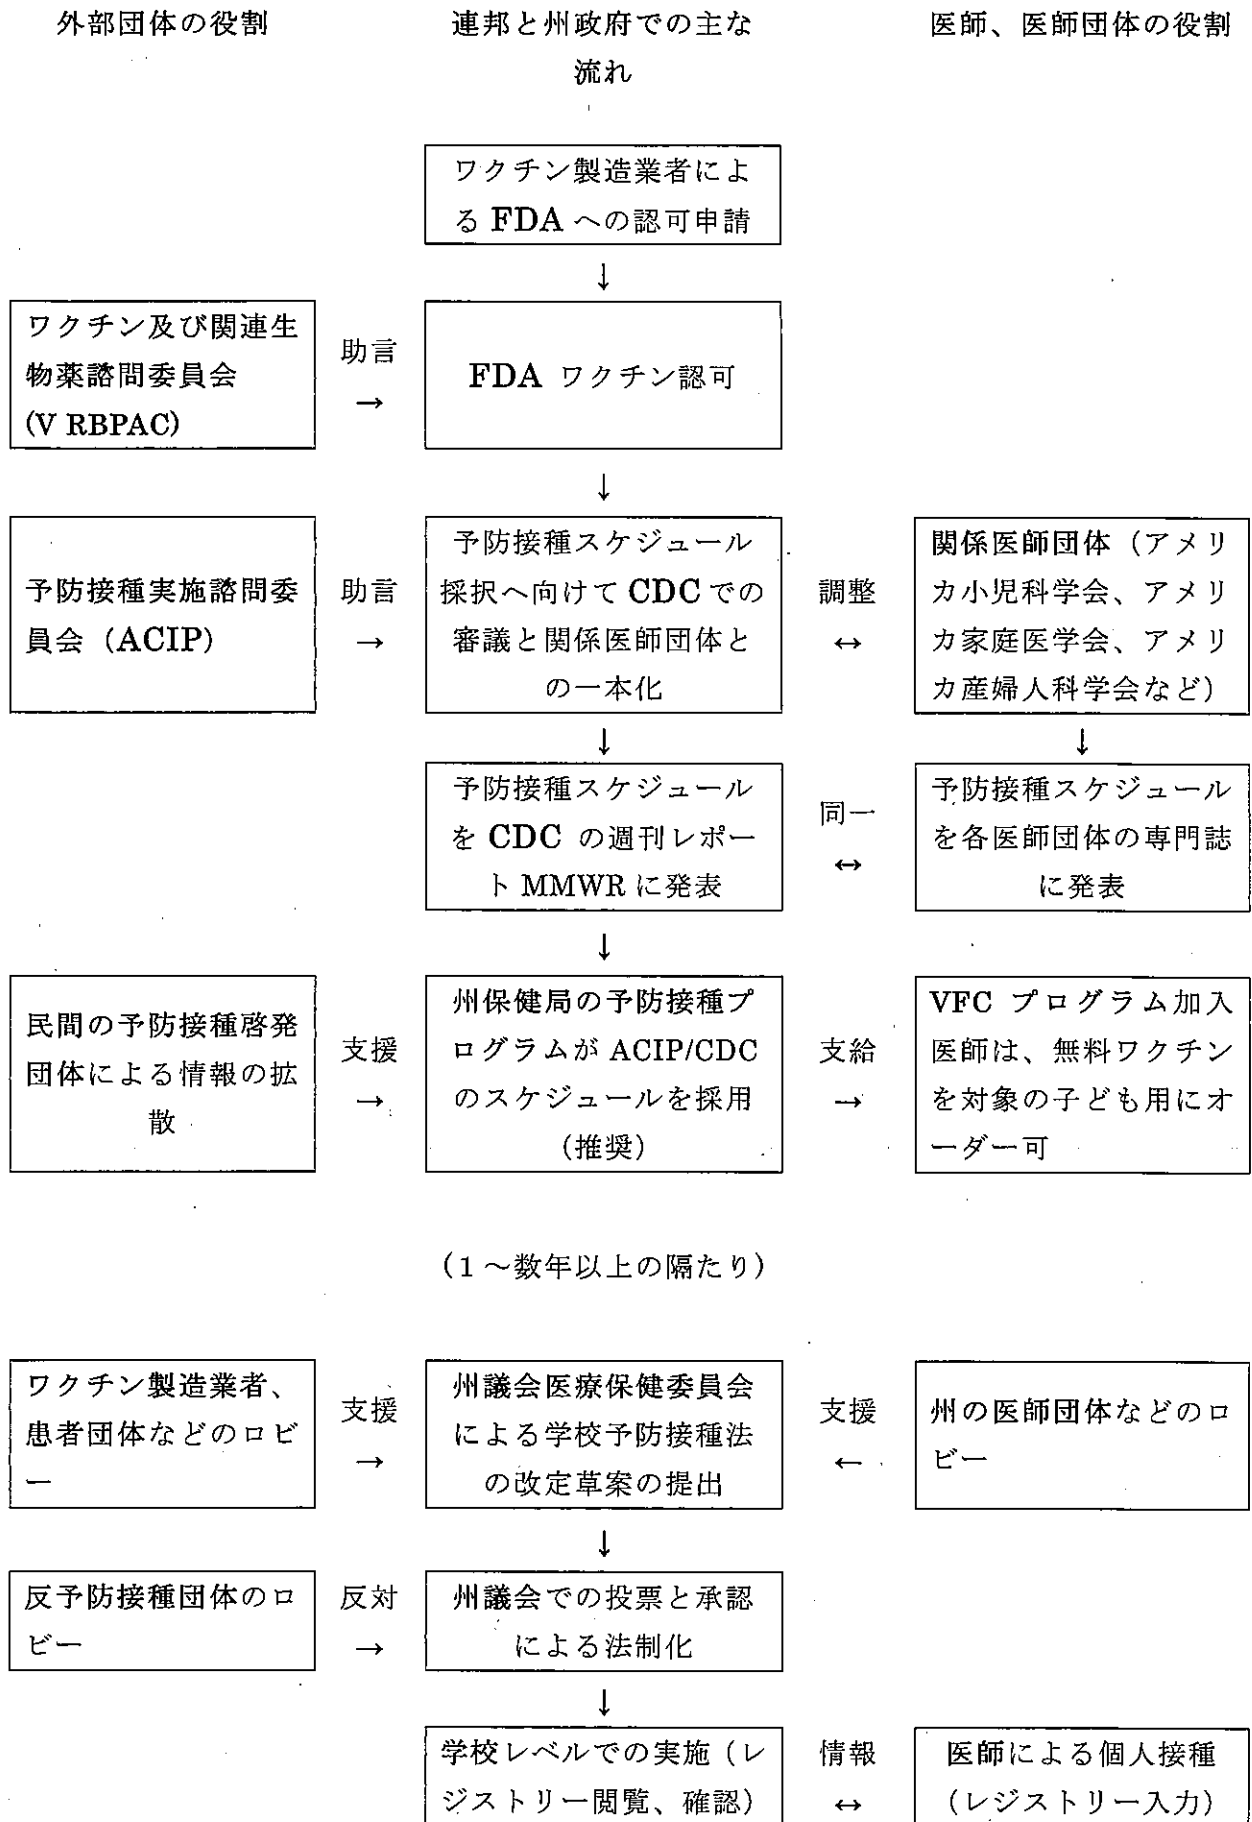 外部団体の役割
連邦と州政府での主な
流れ
医師、医師団体の役割
ワクチン製造業者によ
る FDA への認可申請
↓
ワクチン及び関連生
物薬諮問委員会
(V RBPAC)
助言
→
FDA ワクチン認可
↓
予防接種実施諮問委
員会（ACIP）
助言
→
予防接種スケジュール
採択へ向けて CDC での
審議と関係医師団体と
の一本化
調整
↔
関係医師団体（アメリ
カ小児科学会、アメリ
カ家庭医学会、アメリ
カ産婦人科学会など）
↓
↓
予防接種スケジュール
を CDC の週刊レポー
ト MMWR に発表
同一
↔
予防接種スケジュール
を各医師団体の専門誌
に発表
↓
民間の予防接種啓発
団体による情報の拡
散
支援
→
州保健局の予防接種プ
ログラムが ACIP/CDC
のスケジュールを採用
（推奨）
支給
→
VFC プログラム加入
医師は、無料ワクチン
を対象の子ども用にオ
ーダー可
（1～数年以上の隔たり）
ワクチン製造業者、
患者団体などのロビ
ー
支援
→
州議会医療保健委員会
による学校予防接種法
の改定草案の提出
支援
←
州の医師団体などのロ
ビー
↓
反予防接種団体のロ
ビー
反対
→
州議会での投票と承認
による法制化
↓
学校レベルでの実施（レ
ジストリー閲覧、確認）
情報
↔
医師による個人接種
（レジストリー入力）